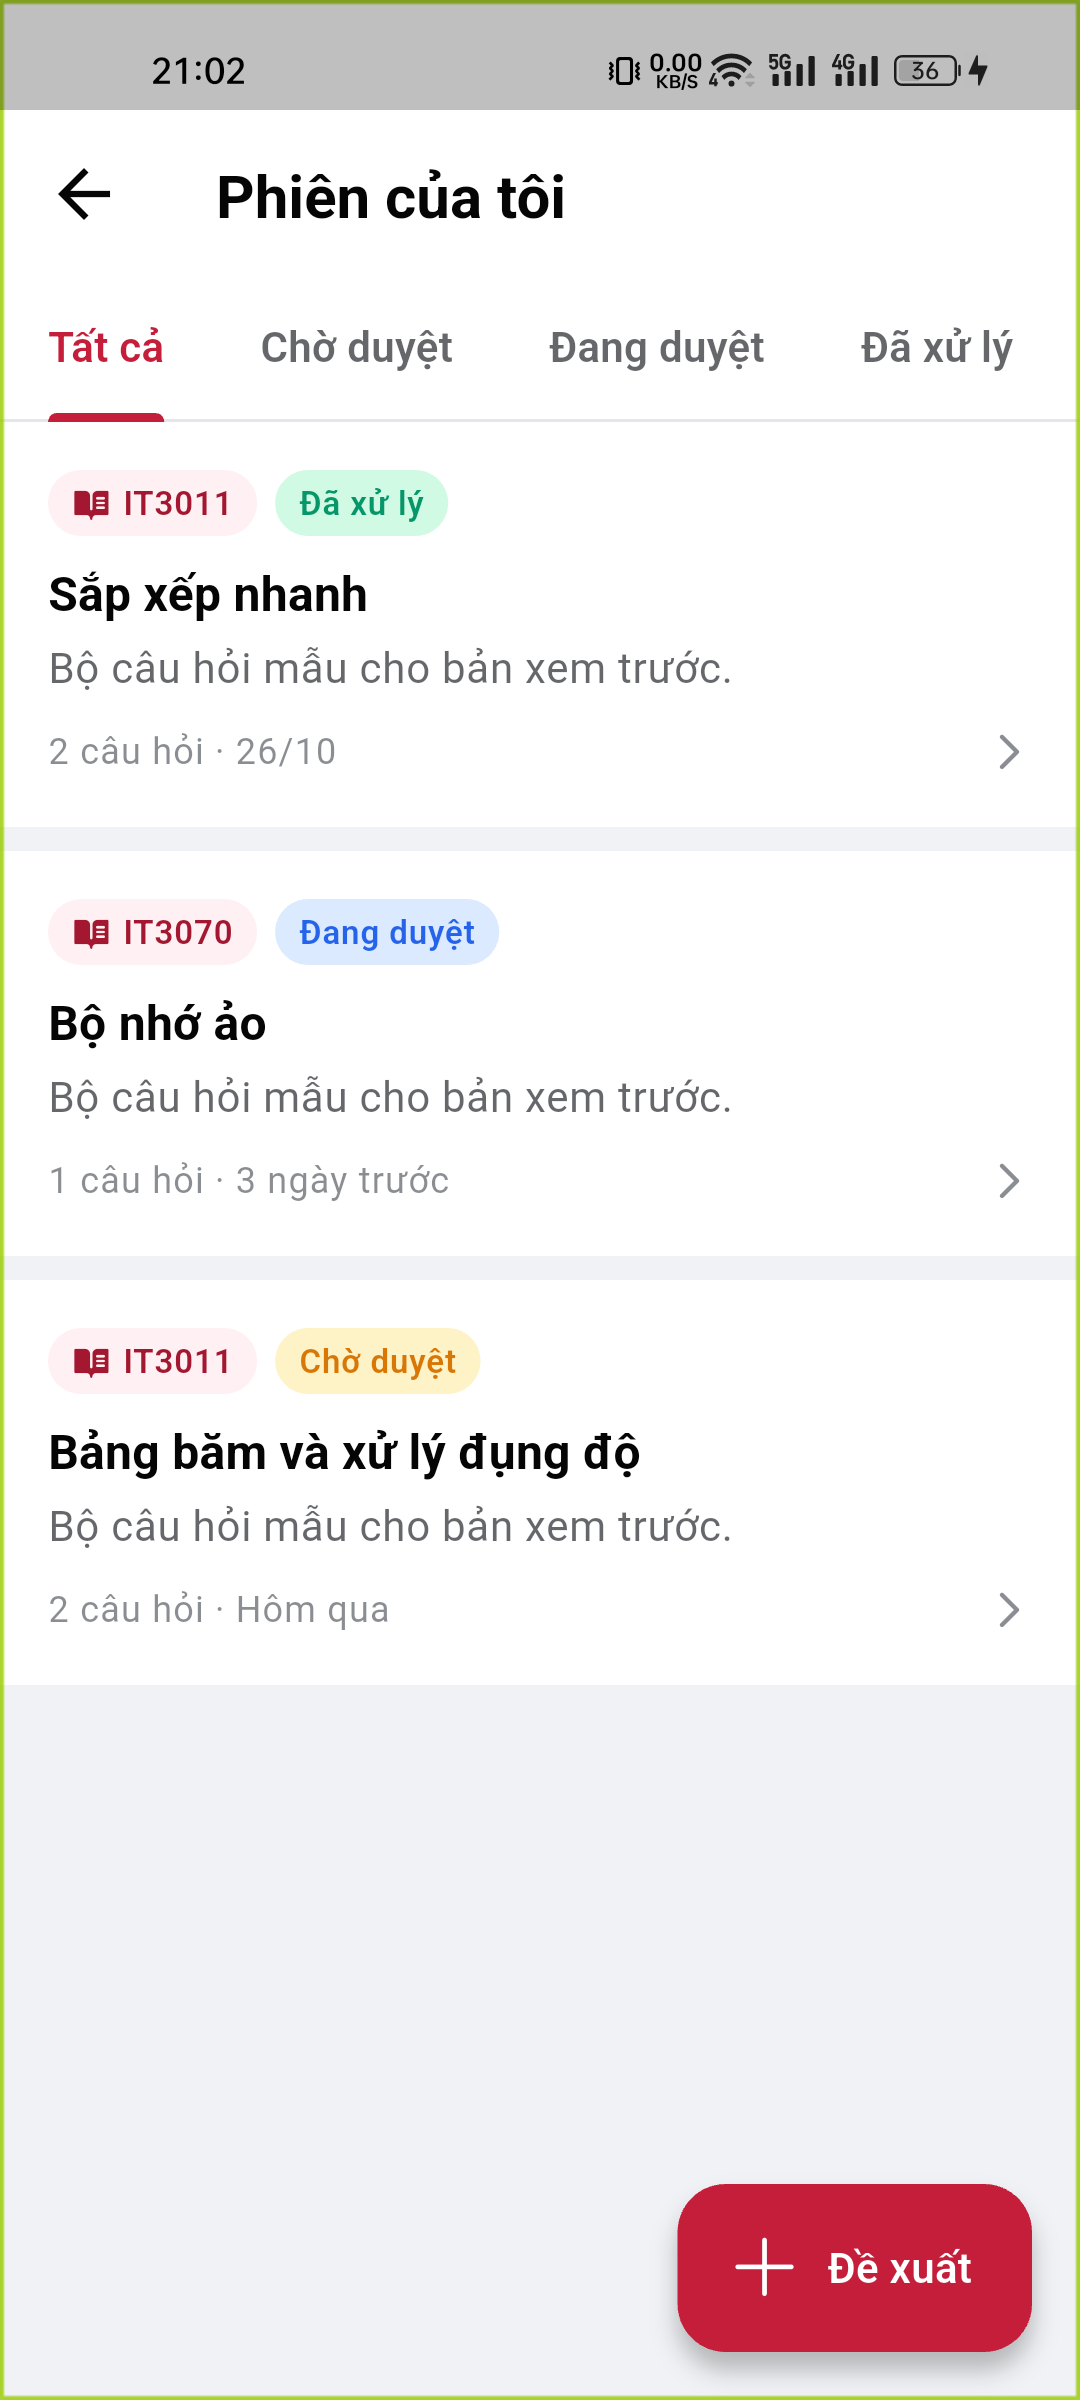 21:02
0.00
KB/S
4
5G
4G
36
Phiên của tôi
Tất cả
Chờ duyệt
Đang duyệt
Đã xử lý
IT3011
Đã xử lý
Sắp xếp nhanh
Bộ câu hỏi mẫu cho bản xem trước.
2 câu hỏi · 26/10
IT3070
Đang duyệt
Bộ nhớ ảo
Bộ câu hỏi mẫu cho bản xem trước.
1 câu hỏi · 3 ngày trước
IT3011
Chờ duyệt
Bảng băm và xử lý đụng độ
Bộ câu hỏi mẫu cho bản xem trước.
2 câu hỏi · Hôm qua
Đề xuất